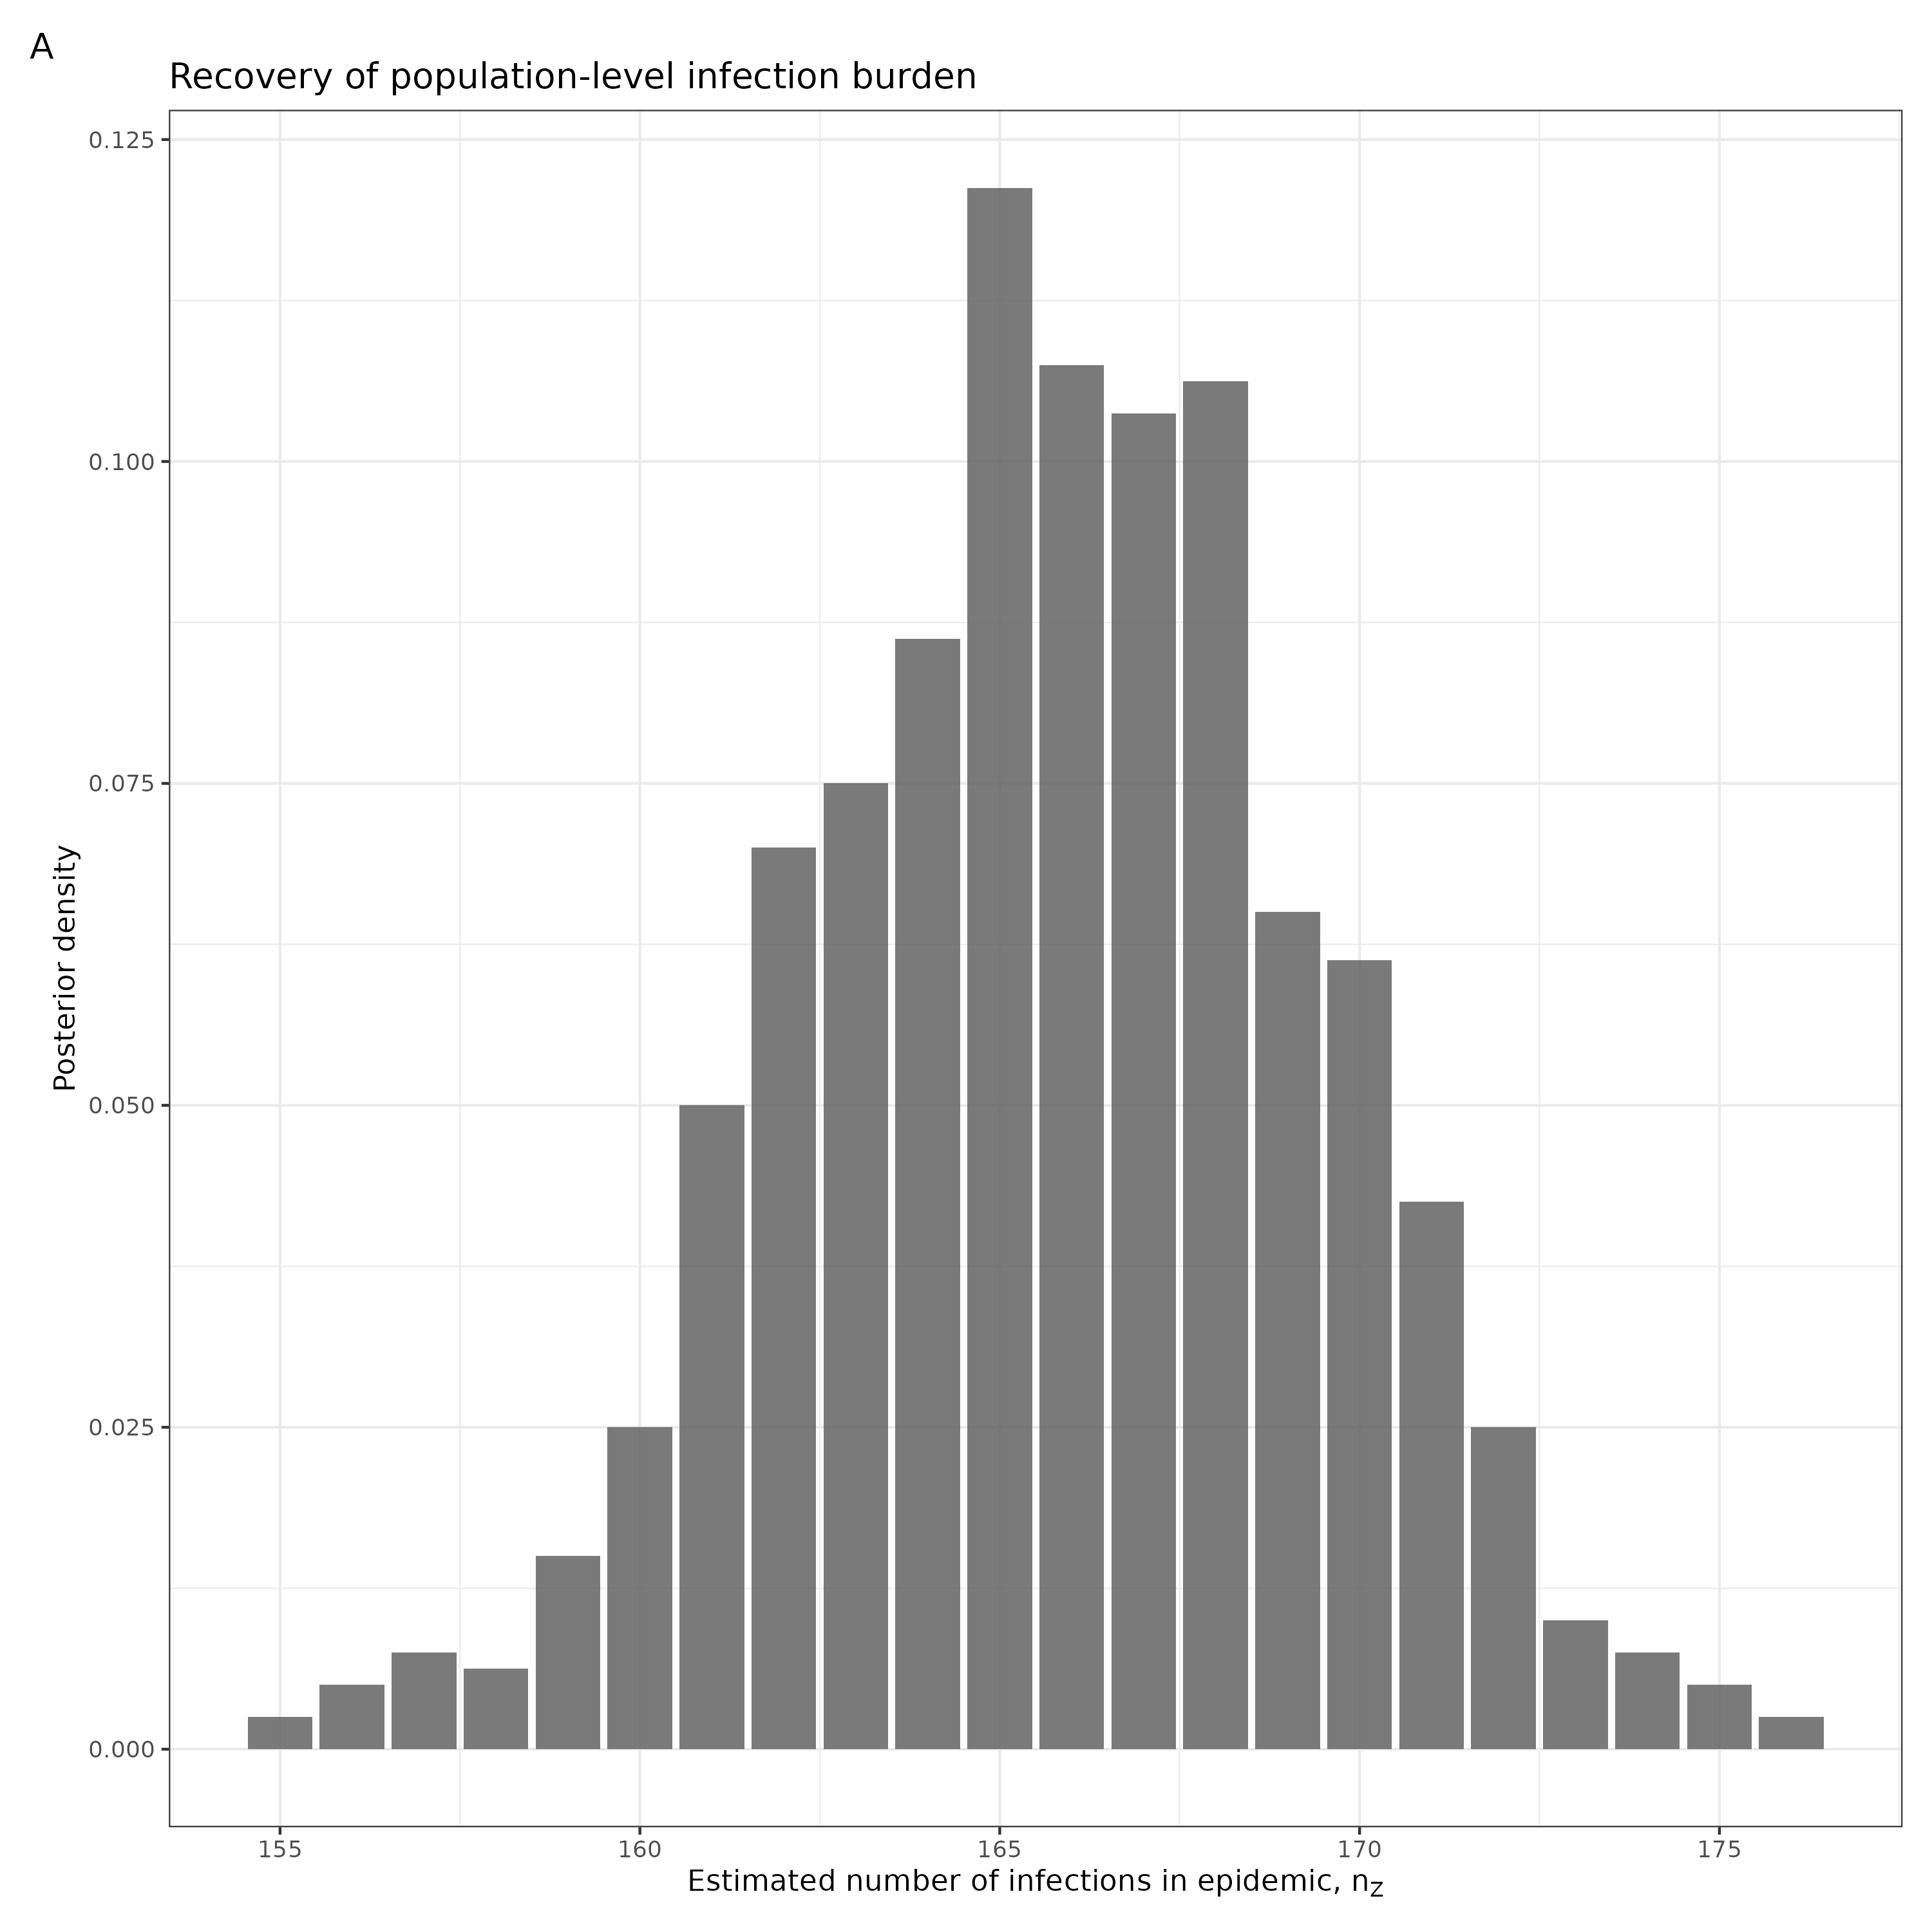 A
Recovery of population-level infection burden
0.125
0.100
0.075
0.050
0.025
0.000
Posterior density
155 160 165 170 175
Estimated number of infections in epidemic, nZ